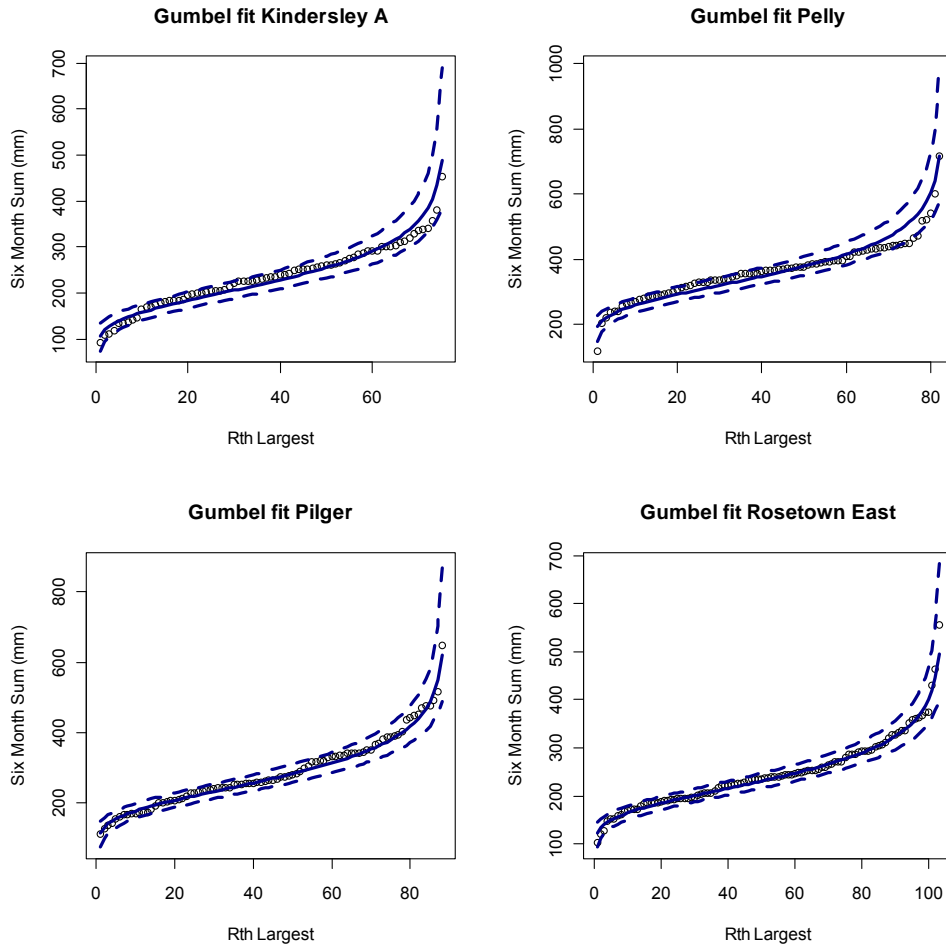 Gumbel fit Kindersley A
Six Month Sum (mm)
700
600
500
400
300
200
100
0 20 40 60
Rth Largest
Gumbel fit Pelly
Six Month Sum (mm)
1000
800
600
400
200
0 20 40 60 80
Rth Largest
Gumbel fit Pilger
Six Month Sum (mm)
800
600
400
200
0 20 40 60 80
Rth Largest
Gumbel fit Rosetown East
Six Month Sum (mm)
700
600
500
400
300
200
100
0 20 40 60 80 100
Rth Largest